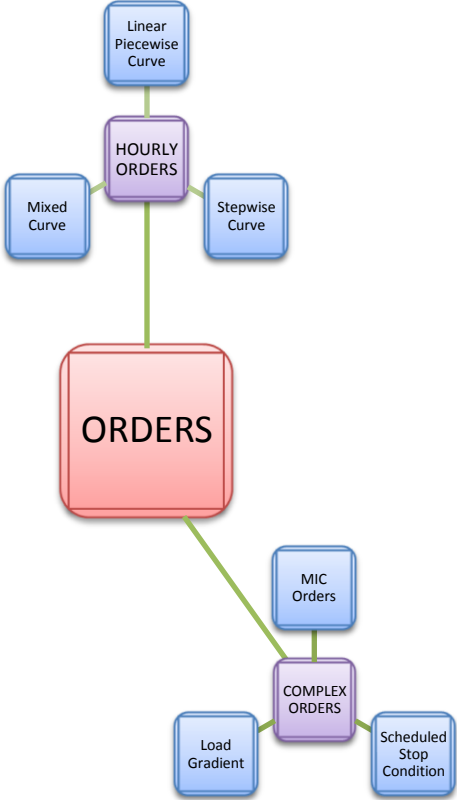 Linear
Piecewise
Curve
HOURLY
ORDERS
Mixed
Curve
Stepwise
Curve
ORDERS
MIC
Orders
COMPLEX
ORDERS
Load
Gradient
Scheduled
Stop
Condition